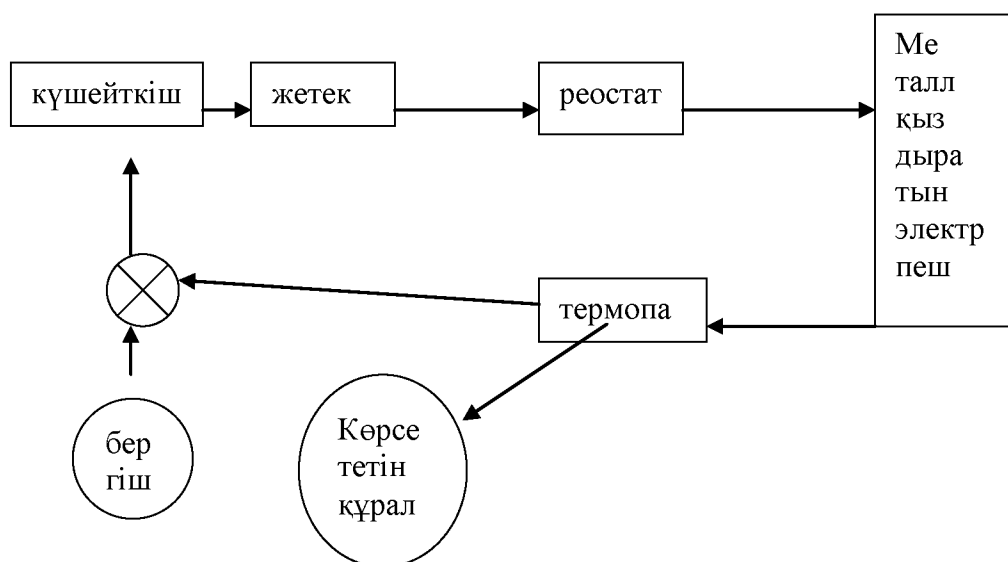 күшейткіш
жетек
реостат
Ме
талл
қыз
дыра
тын
электр
пеш
термопа
бер
гіш
Көрсе
тетін
құрал